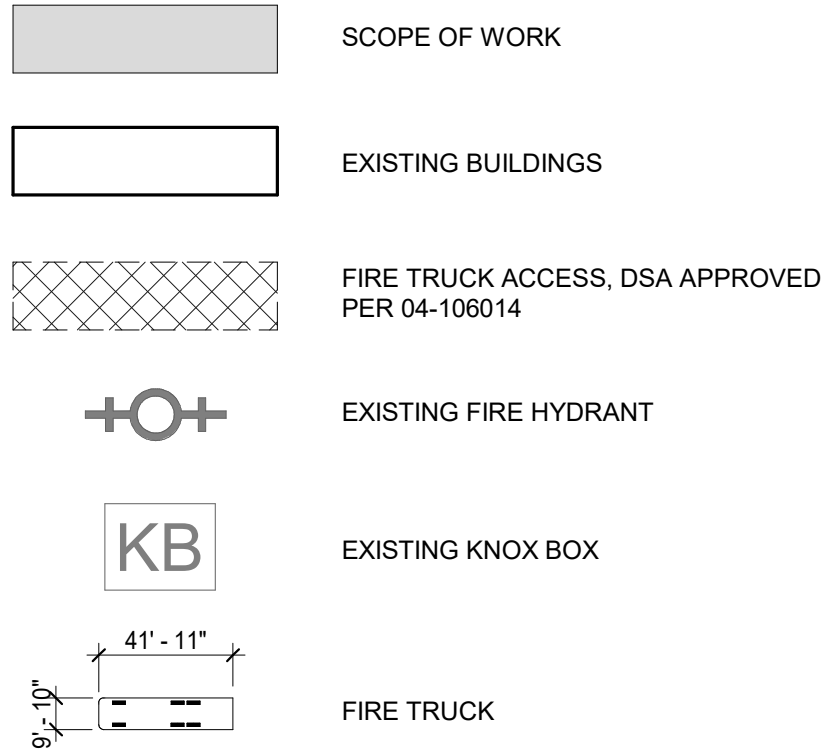 SCOPE OF WORK
EXISTING BUILDINGS
FIRE TRUCK ACCESS, DSA APPROVED
PER 04-106014
EXISTING FIRE HYDRANT
KB
EXISTING KNOX BOX
41' - 11"
9' - 10"
FIRE TRUCK